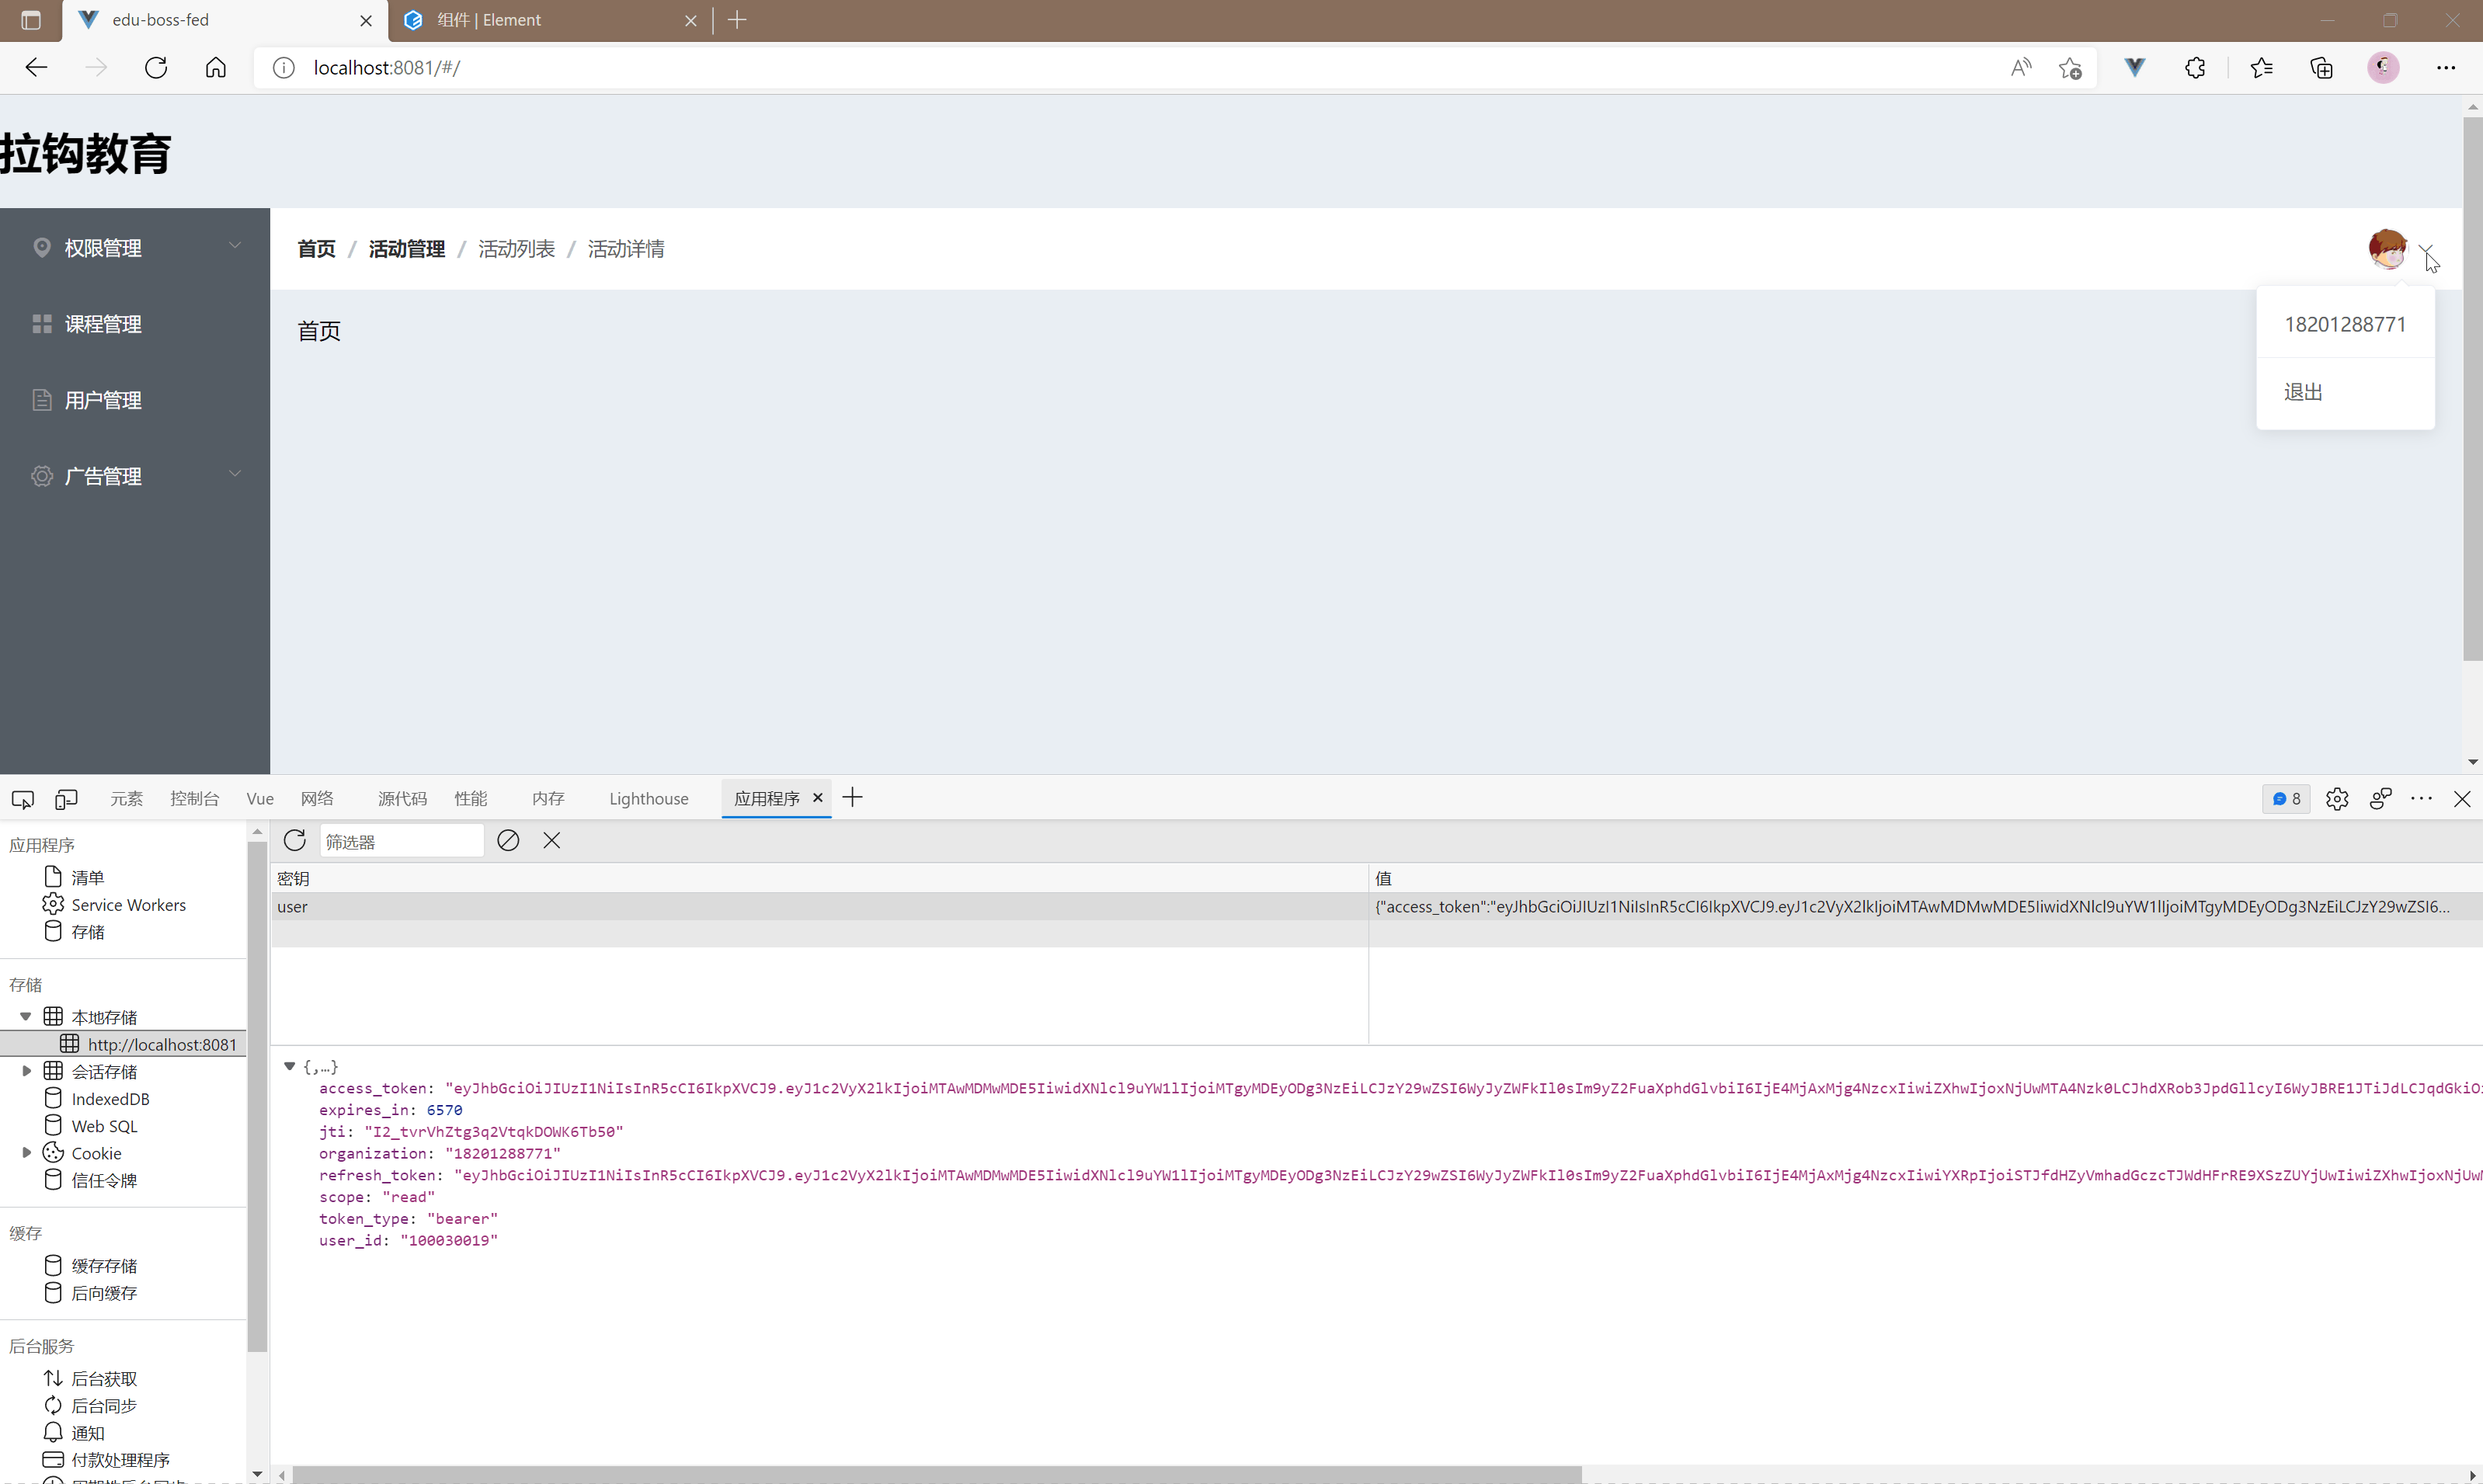 edu-boss-fed
组件 | Element
localhost:8081/#/
拉钩教育
权限管理
课程管理
用户管理
广告管理
首页 / 活动管理 / 活动列表 / 活动详情
首页
18201288771
退出
元素 控制台 Vue 网络 源代码 性能 内存 Lighthouse 应用程序
8
应用程序
清单
Service Workers
存储
存储
本地存储
http://localhost:8081
会话存储
IndexedDB
Web SQL
Cookie
信任令牌
缓存
缓存存储
后向缓存
后台服务
后台获取
后台同步
通知
付款处理程序
筛选器
密钥 值
user {"access_token":"eyJhbGciOiJIUzI1NiIsInR5cCI6IkpXVCJ9.eyJ1c2VyX2lkIjoiMTAwMDMwMDE5IiwidXNlcl9uYW1lIjoiMTgyMDEyODg3NzEiLCJzY29wZSI6...
{,…}
access_token: "eyJhbGciOiJIUzI1NiIsInR5cCI6IkpXVCJ9.eyJ1c2VyX2lkIjoiMTAwMDMwMDE5IiwidXNlcl9uYW1lIjoiMTgyMDEyODg3NzEiLCJzY29wZSI6WyJyZWFkIl0sIm9yZ2FuaXphdGlvbiI6IjE4MjAxMjg4NzcxIiwiZXhwIjoxNjUwMTA4Nzk0LCJhdXRob3JpdGllcyI6WyJBRE1JTiJdLCJqdGkiO
expires_in: 6570
jti: "I2_tvrVhZtg3q2VtqkDOWK6Tb50"
organization: "18201288771"
refresh_token: "eyJhbGciOiJIUzI1NiIsInR5cCI6IkpXVCJ9.eyJ1c2VyX2lkIjoiMTAwMDMwMDE5IiwidXNlcl9uYW1lIjoiMTgyMDEyODg3NzEiLCJzY29wZSI6WyJyZWFkIl0sIm9yZ2FuaXphdGlvbiI6IjE4MjAxMjg4NzcxIiwiYXRpIjoiSTJfdHZyVmhadGczcTJWdHFrRE9XSzZUYjUwIiwiZXhwIjoxNjUw
scope: "read"
token_type: "bearer"
user_id: "100030019"